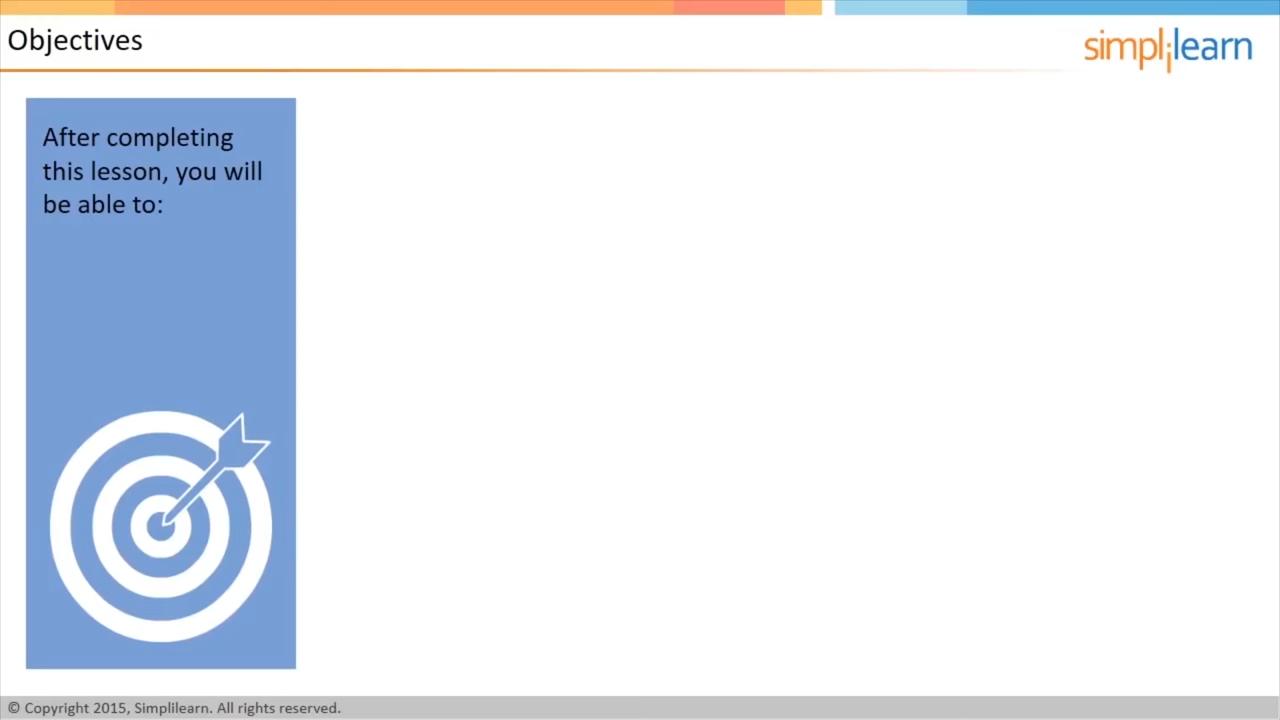 Objectives
simplilearn
After completing
this lesson, you will
be able to:
© Copyright 2015, Simplilearn. All rights reserved.